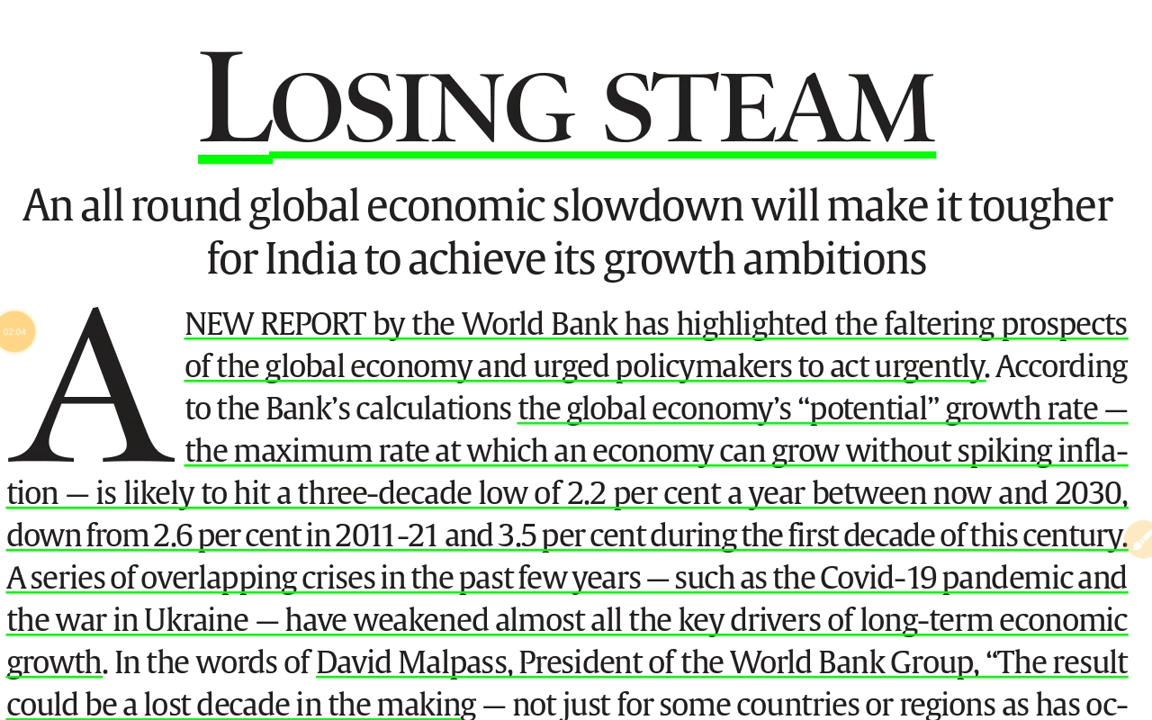 LOSING STEAM
An all round global economic slowdown will make it tougher
for India to achieve its growth ambitions
A NEW REPORT by the World Bank has highlighted the faltering prospects
of the global economy and urged policymakers to act urgently. According
to the Bank’s calculations the global economy’s “potential” growth rate —
the maximum rate at which an economy can grow without spiking infla-
tion — is likely to hit a three-decade low of 2.2 per cent a year between now and 2030,
down from 2.6 per cent in 2011-21 and 3.5 per cent during the first decade of this century.
A series of overlapping crises in the past few years — such as the Covid-19 pandemic and
the war in Ukraine — have weakened almost all the key drivers of long-term economic
growth. In the words of David Malpass, President of the World Bank Group, “The result
could be a lost decade in the making — not just for some countries or regions as has oc-
02:04